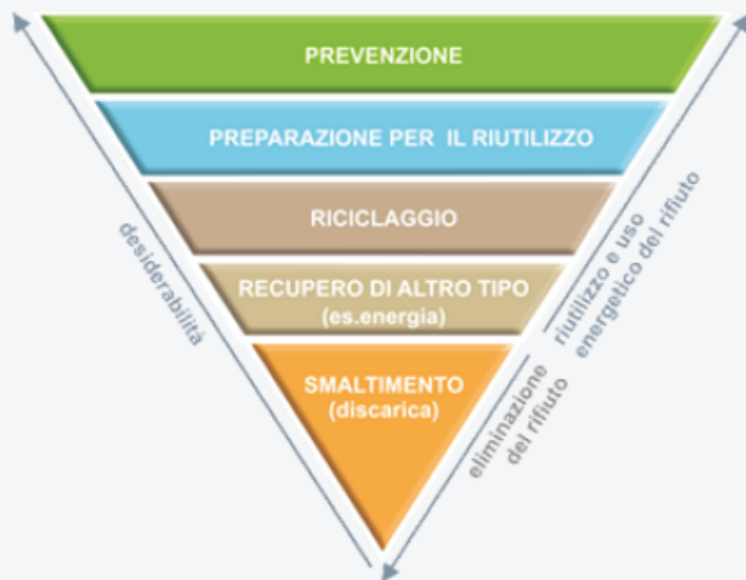 PREVENZIONE
PREPARAZIONE PER IL RIUTILIZZO
RICICLAGGIO
RECUPERO DI ALTRO TIPO
(es.energia)
SMALTIMENTO
(discarica)
desiderabilità
riutilizzo e uso
energetico del rifiuto
eliminazione
del rifiuto